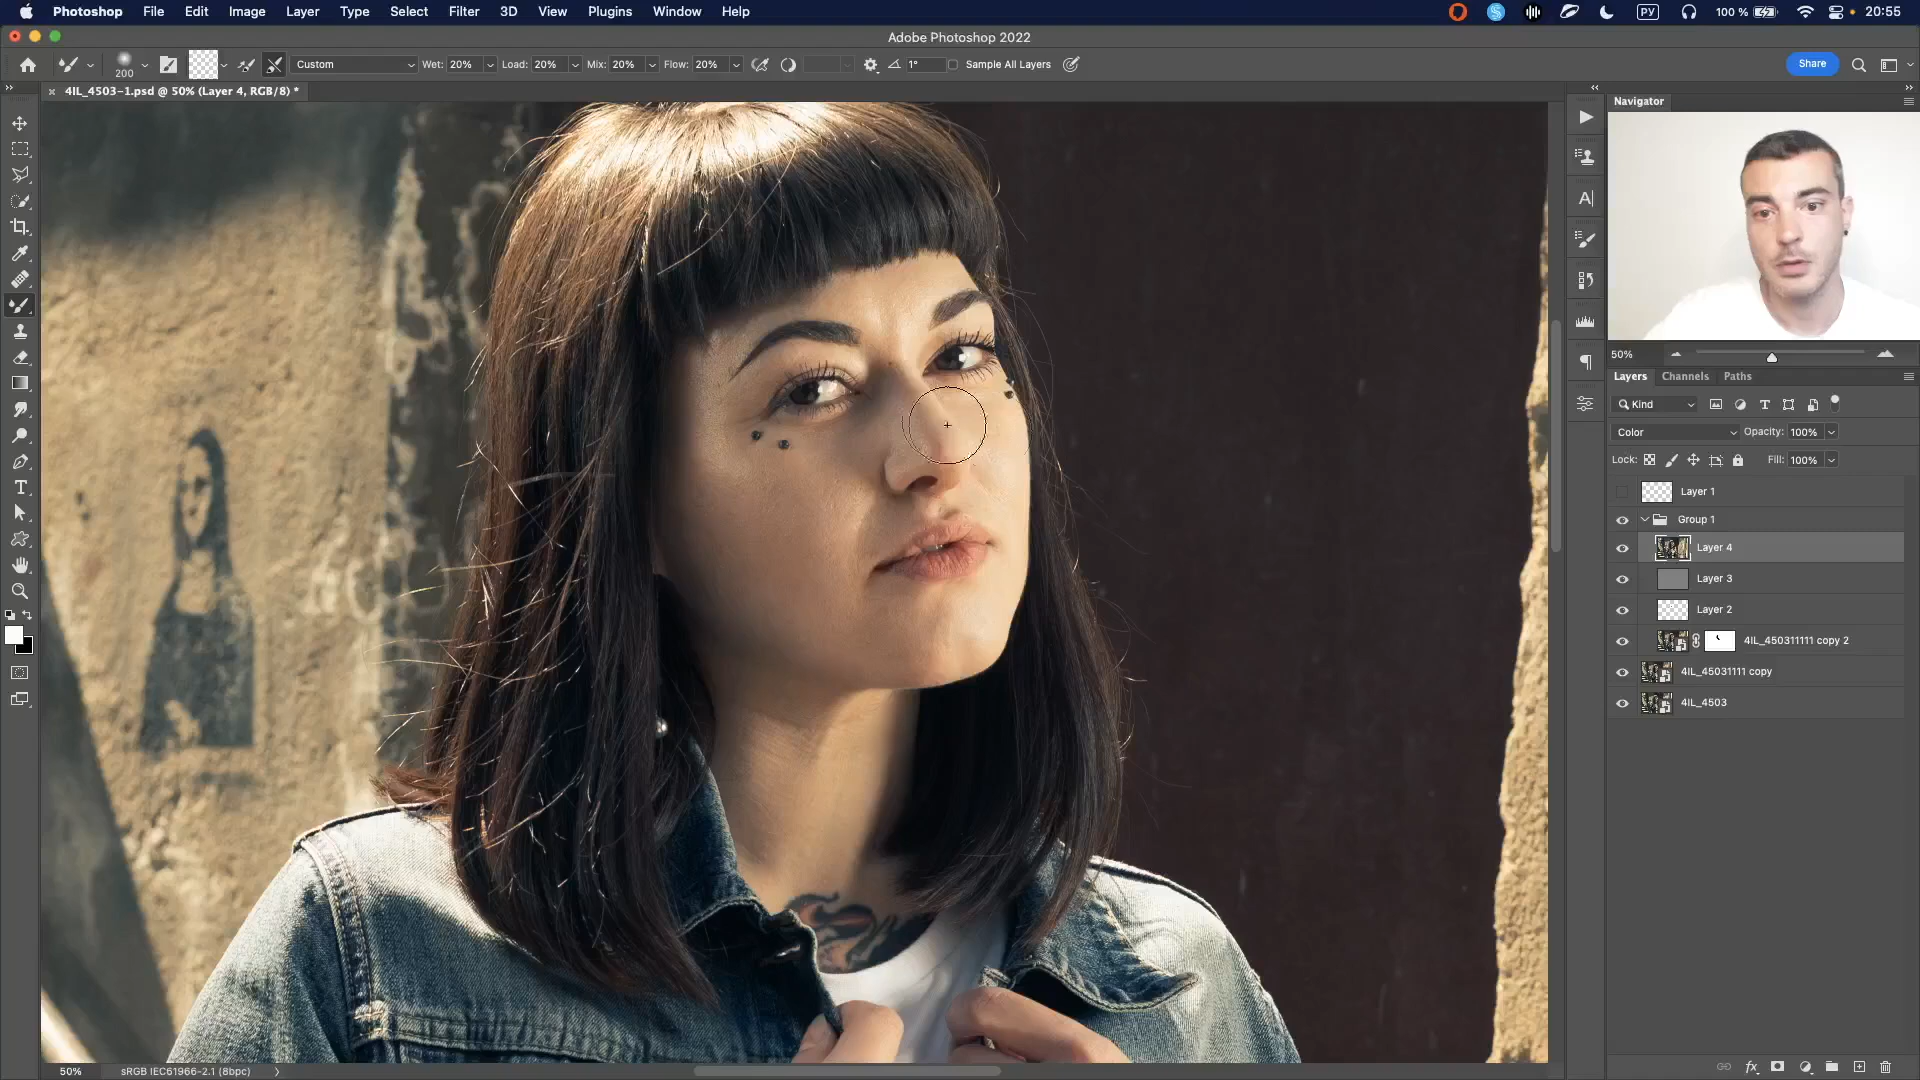 Photoshop File Edit Image Layer Type Select Filter 3D View Plugins Window Help РУ 100 % 20:55
Adobe Photoshop 2022
200 Custom Wet: 20% Load: 20% Mix: 20% Flow: 20% 1° Sample All Layers Share
4IL_4503-1.psd @ 50% (Layer 4, RGB/8) *
Navigator
50%
Layers Channels Paths
Kind
Color Opacity: 100%
Lock: Fill: 100%
Layer 1
Group 1
Layer 4
Layer 3
Layer 2
4IL_450311111 copy 2
4IL_45031111 copy
4IL_4503
50% sRGB IEC61966-2.1 (8bpc)